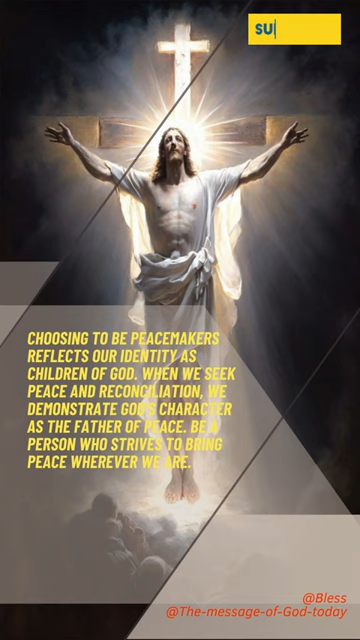 SU
CHOOSING TO BE PEACEMAKERS
REFLECTS OUR IDENTITY AS
CHILDREN OF GOD. WHEN WE SEEK
PEACE AND RECONCILIATION, WE
DEMONSTRATE GOD'S CHARACTER
AS THE FATHER OF PEACE. BE A
PERSON WHO STRIVES TO BRING
PEACE WHEREVER WE ARE.
@Bless
@The-message-of-God-today